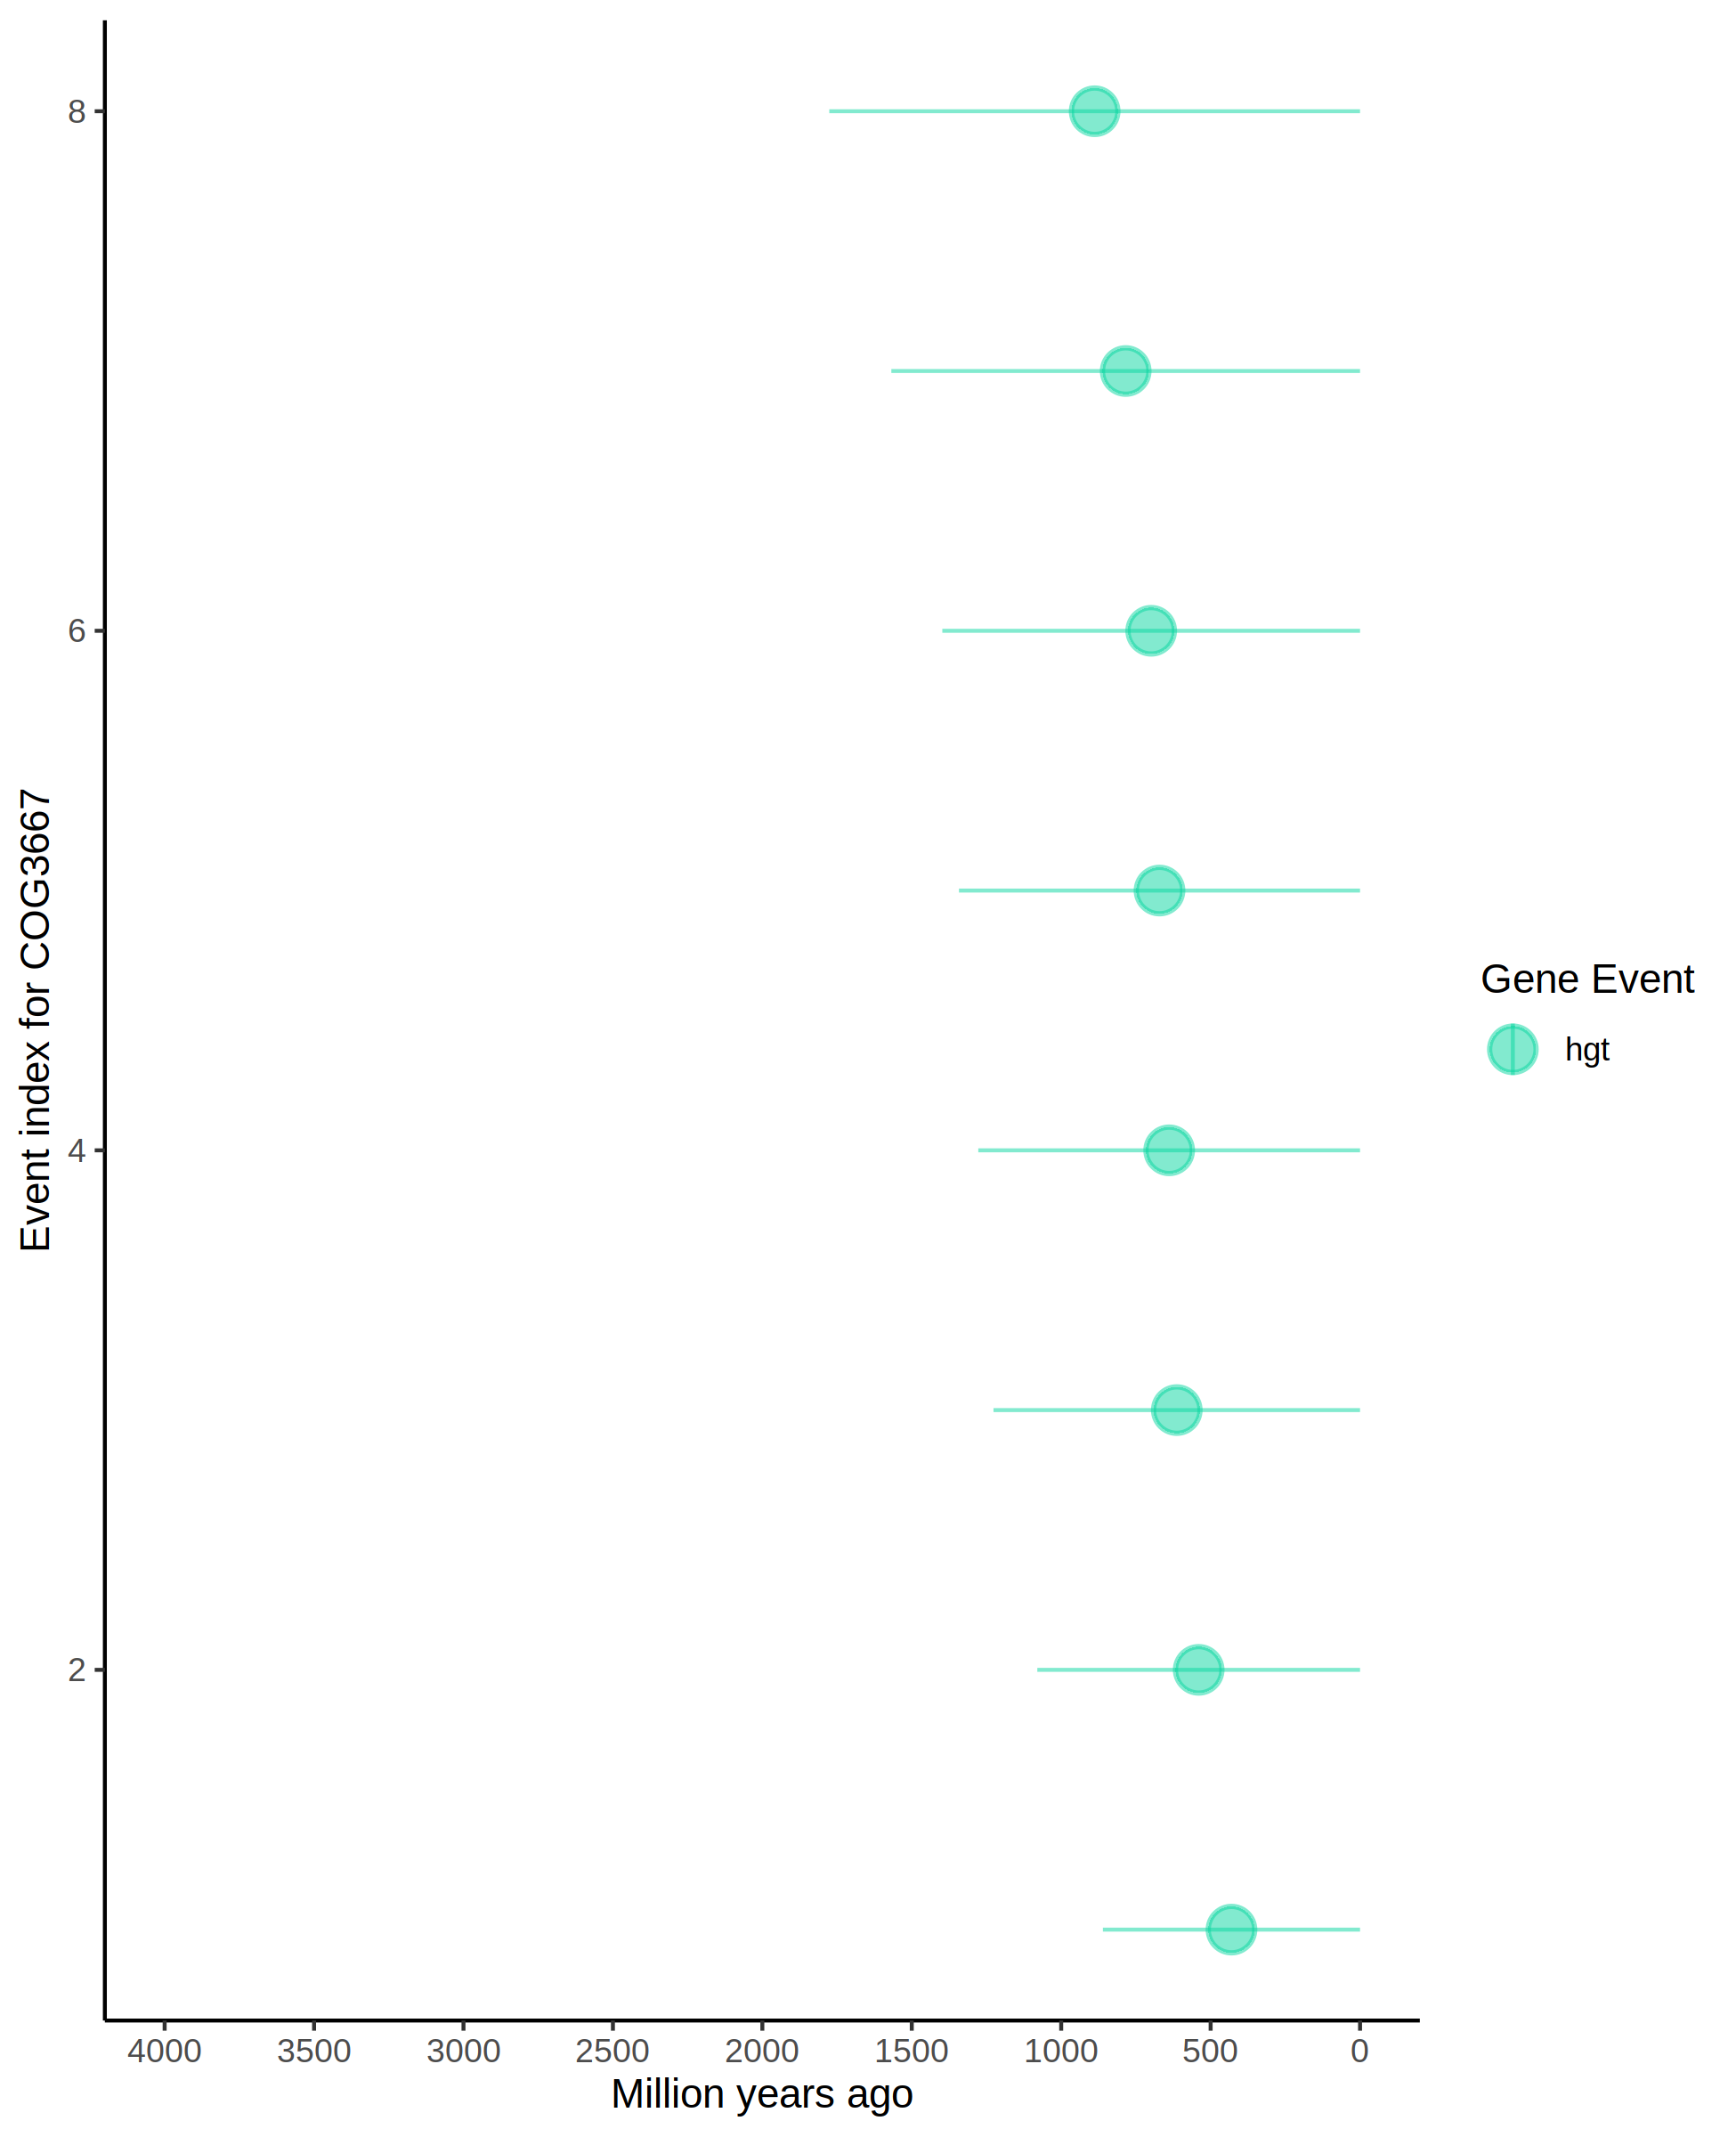 Event index for COG3667
8
6
4
2
4000 3500 3000 2500 2000 1500 1000 500 0
Million years ago
Gene Event
hgt